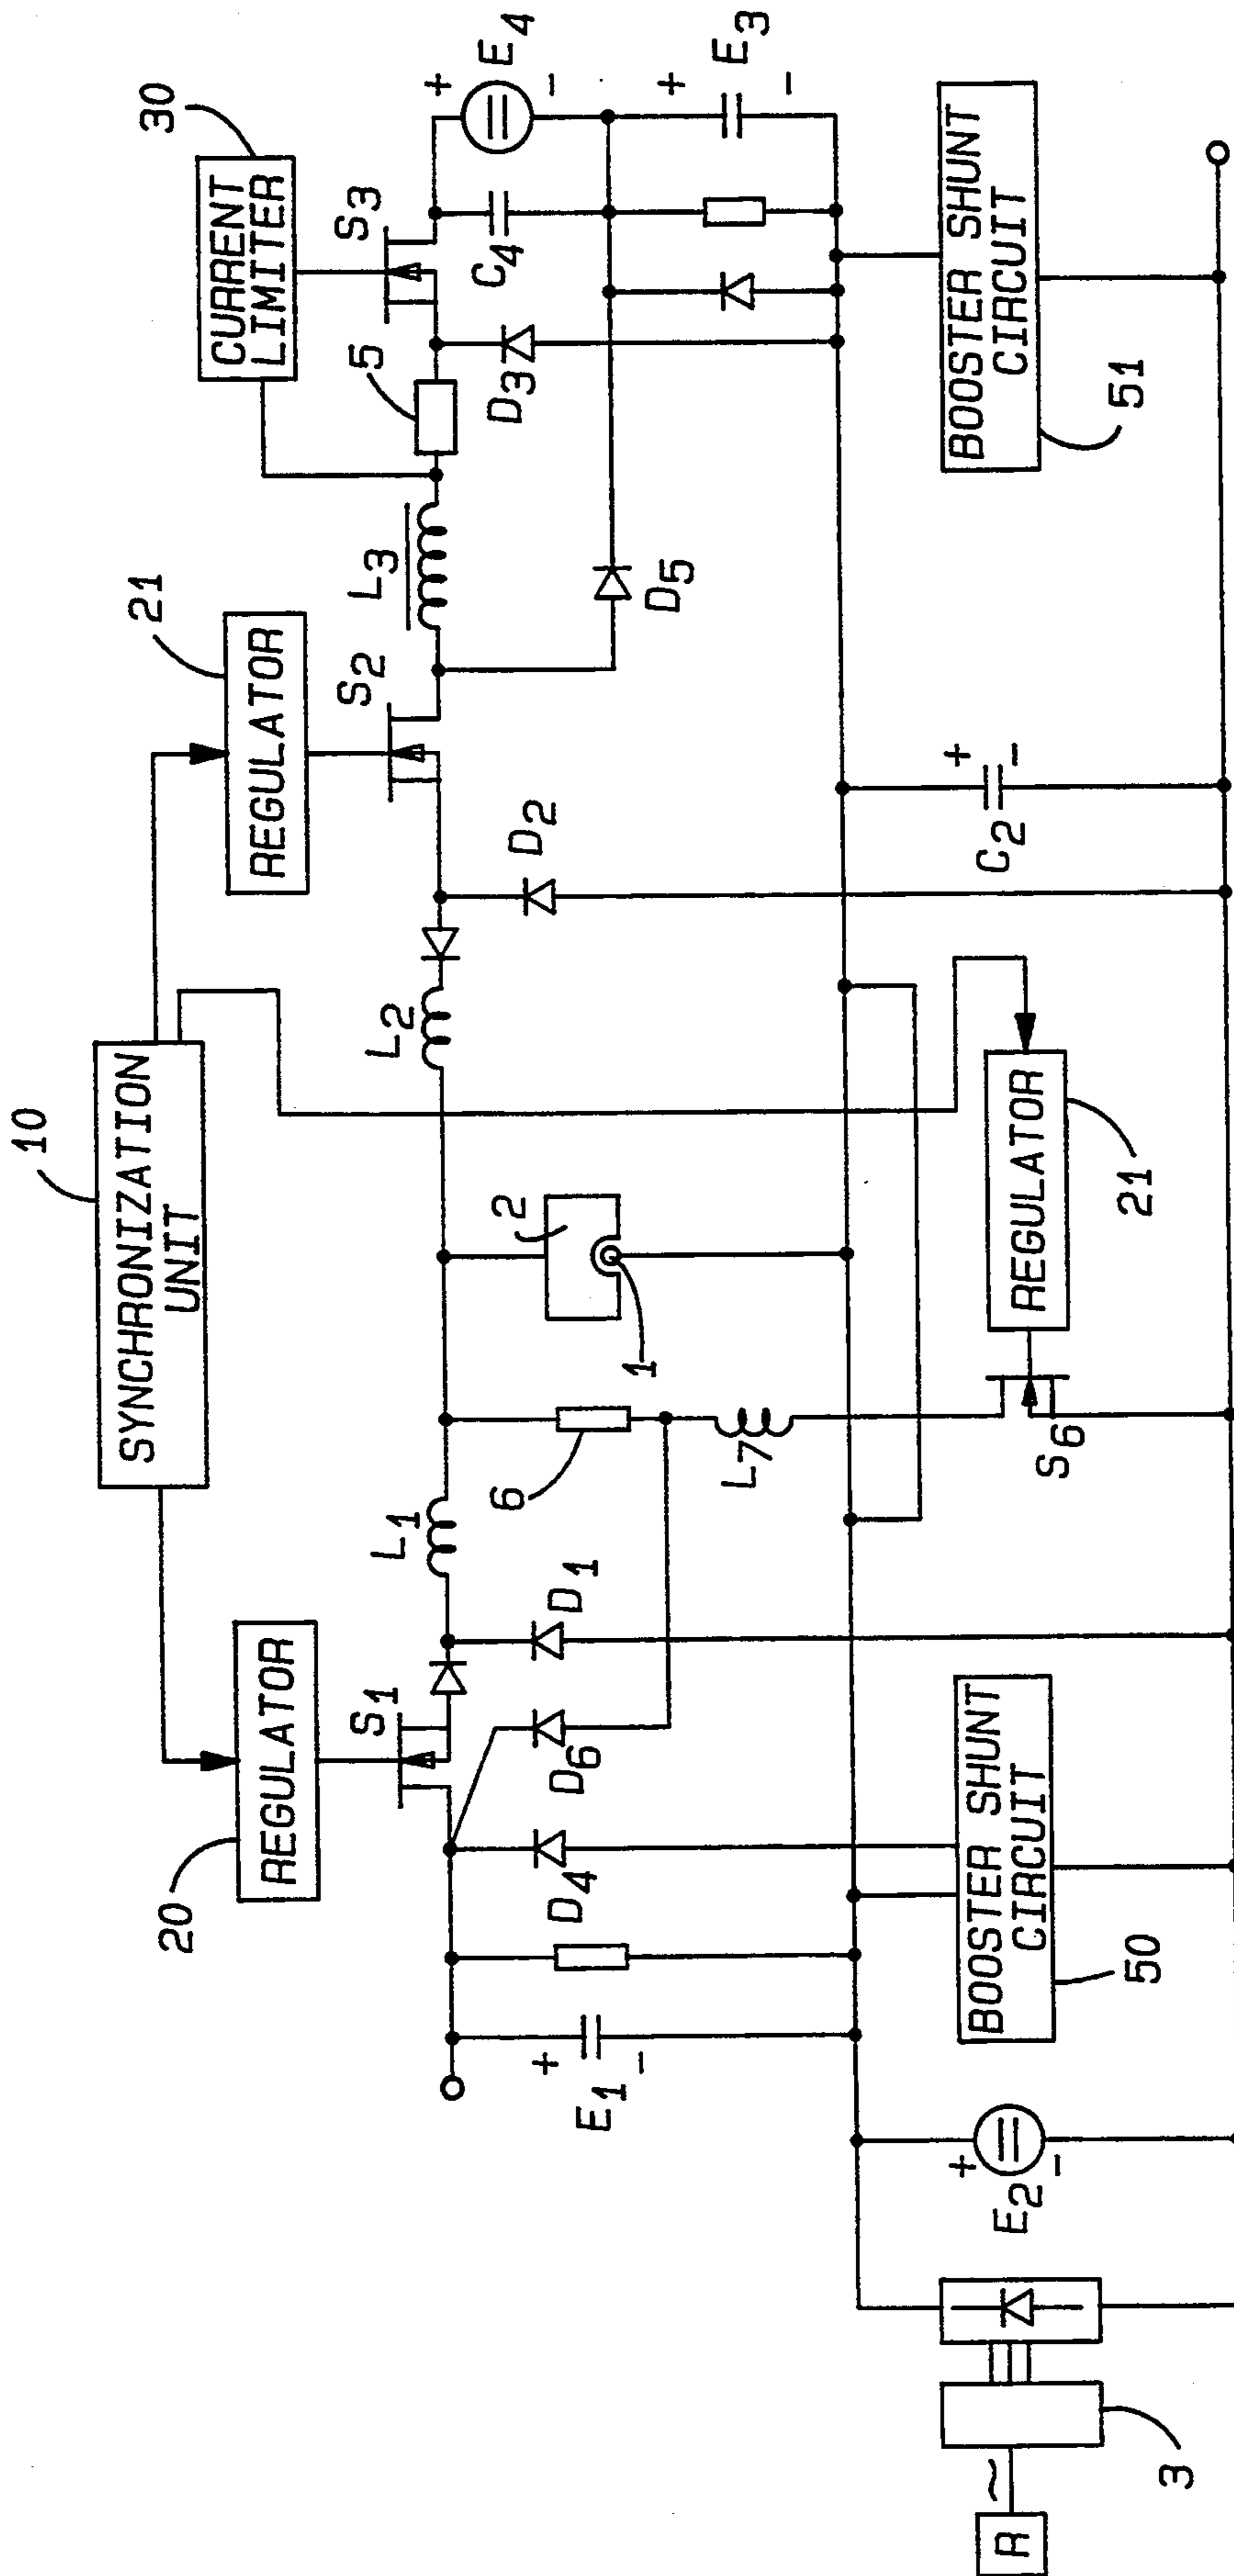 10
SYNCHRONIZATION
UNIT
20
REGULATOR
21
REGULATOR
30
CURRENT
LIMITER
S1
L1
L2
S2
L3
5
S3
D4
D6
D1
6
2
1
D2
D5
D3
C4
+
E4
-
+
E1
-
L7
+
E3
-
+
E2
-
BOOSTER SHUNT
CIRCUIT
50
S6
REGULATOR
21
+
C2
-
BOOSTER SHUNT
CIRCUIT
51
R
~
3